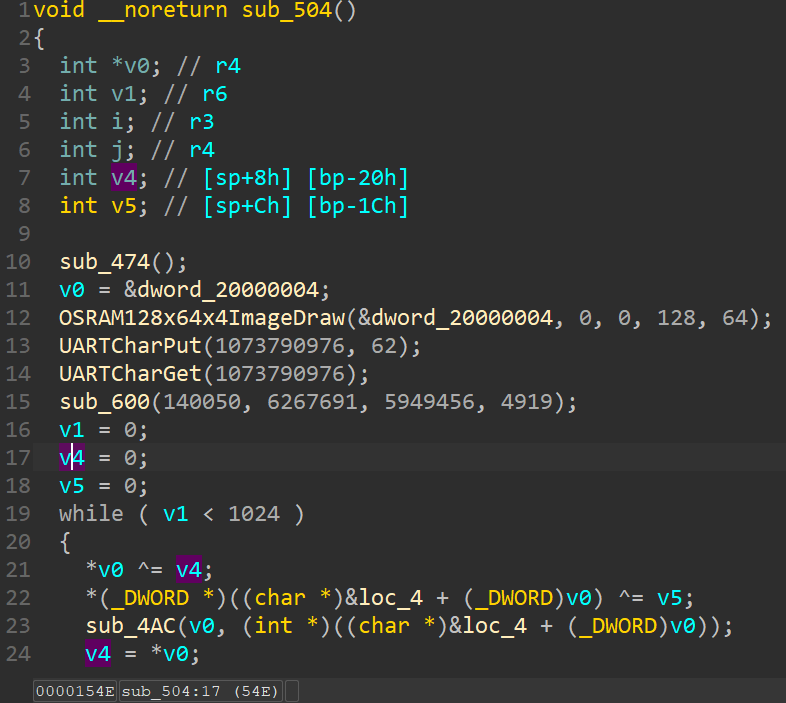 1 void __noreturn sub_504()
2 {
3   int *v0; // r4
4   int v1; // r6
5   int i; // r3
6   int j; // r4
7   int v4; // [sp+8h] [bp-20h]
8   int v5; // [sp+Ch] [bp-1Ch]
9
10   sub_474();
11   v0 = &dword_20000004;
12   OSRAM128x64x4ImageDraw(&dword_20000004, 0, 0, 128, 64);
13   UARTCharPut(1073790976, 62);
14   UARTCharGet(1073790976);
15   sub_600(140050, 6267691, 5949456, 4919);
16   v1 = 0;
17   v4 = 0;
18   v5 = 0;
19   while ( v1 < 1024 )
20   {
21     *v0 ^= v4;
22     *(_DWORD *)((char *)&loc_4 + (_DWORD)v0) ^= v5;
23     sub_4AC(v0, (int *)((char *)&loc_4 + (_DWORD)v0));
24     v4 = *v0;
0000154E sub_504:17 (54E)